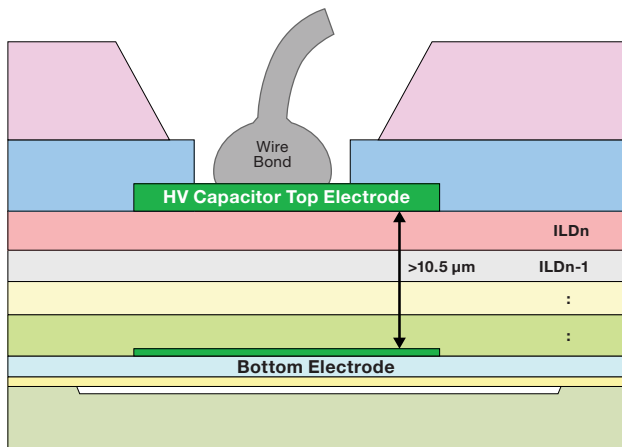 Wire
Bond
HV Capacitor Top Electrode
ILDn
>10.5 µm
ILDn-1
:
:
Bottom Electrode